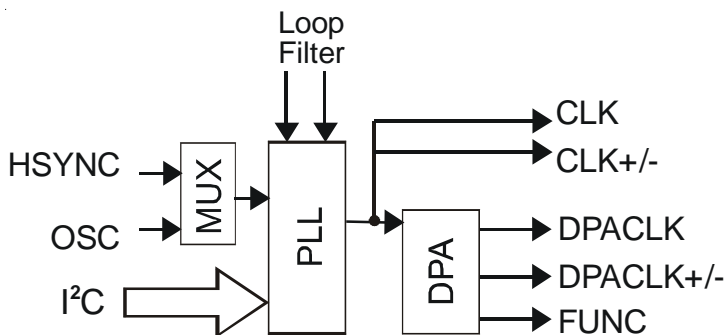 Loop
Filter
CLK
CLK+/-
HSYNC
MUX
PLL
OSC
DPA
DPACLK
DPACLK+/-
I²C
FUNC